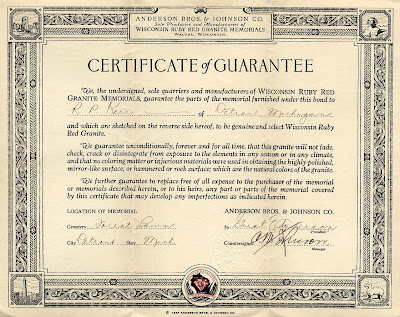 ANDERSON BROS. & JOHNSON CO.
Sole Producers and Manufacturers of
WISCONSIN RUBY RED GRANITE MEMORIALS
WAUSAU, WISCONSIN.
CERTIFICATE of GUARANTEE
We, the undersigned, sole quarriers and manufacturers of WISCONSIN RUBY RED
GRANITE MEMORIALS, guarantee the parts of the memorial furnished under this bond to
R. P. of Detroit Michigan
and which are sketched on the reverse side hereof, to be genuine and select Wisconsin Ruby
Red Granite.
We guarantee unconditionally, forever and for all time, that this granite will not fade,
check, crack or disintegrate from exposure to the elements in any season or in any climate,
and that no coloring matter or injurious materials were used in obtaining the highly polished,
mirror-like surface; or hammered or rock surface; which are the natural colors of the granite.
We further guarantee to replace free of all expense to the purchaser of the memorial
or memorials described herein, or to his heirs, any part or parts of the memorial covered
by this certificate that may develop any imperfections as indicated herein.
LOCATION OF MEMORIAL
ANDERSON BROS. & JOHNSON CO.
Cemetery Forest Lawn
By Anderson
President
City Detroit State Mich
Countersigned
Manager
ANDERSON BROS. & JOHNSON CO.